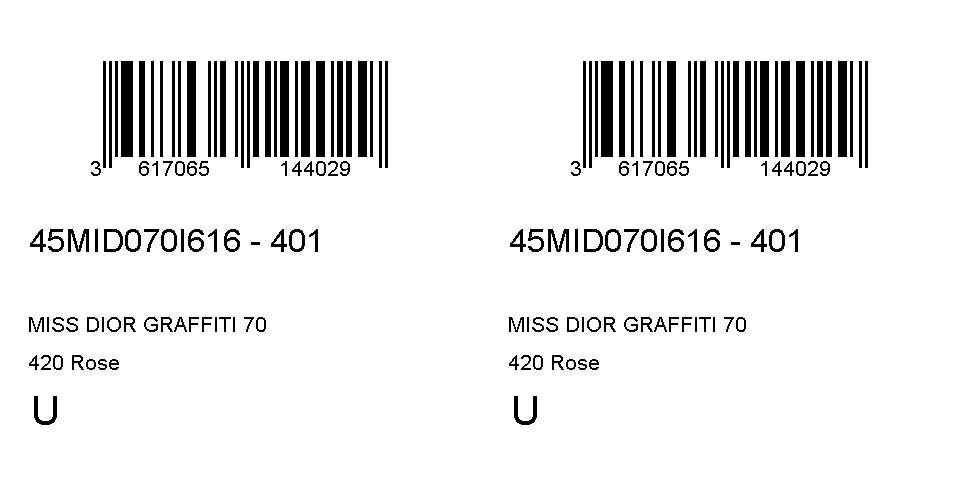 3 617065 144029
45MID070I616 - 401
MISS DIOR GRAFFITI 70
420 Rose
U
3 617065 144029
45MID070I616 - 401
MISS DIOR GRAFFITI 70
420 Rose
U